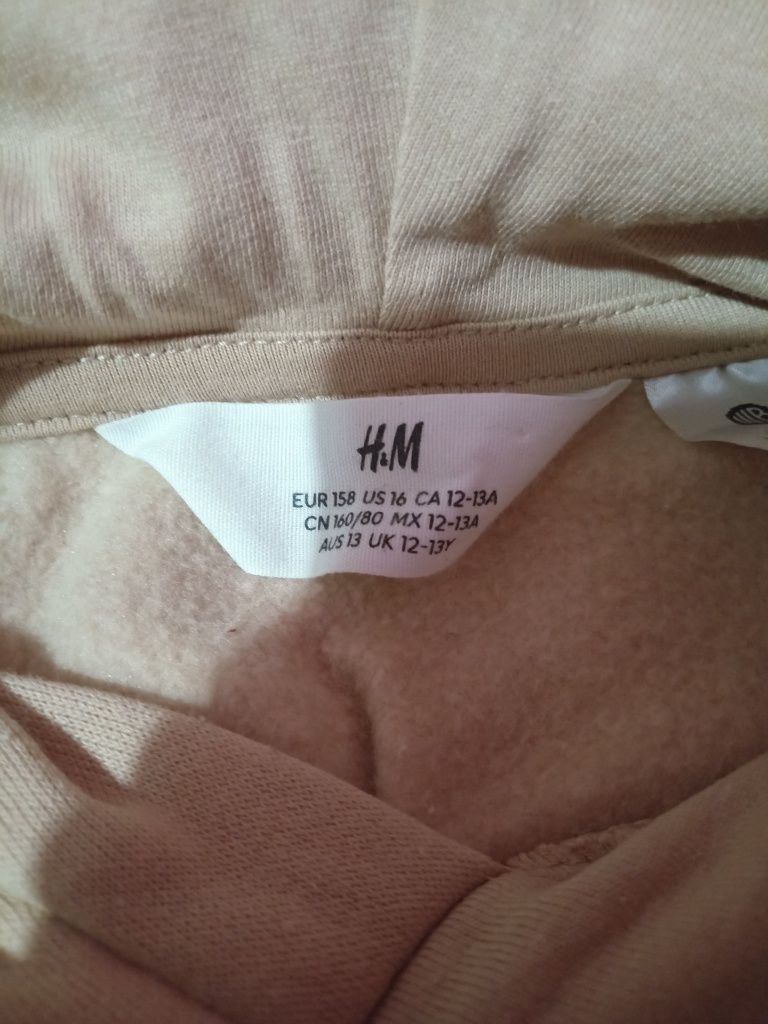 H&M
EUR 158 US 16 CA 12-13A
CN 160/80 MX 12-13A
AUS 13 UK 12-13Y